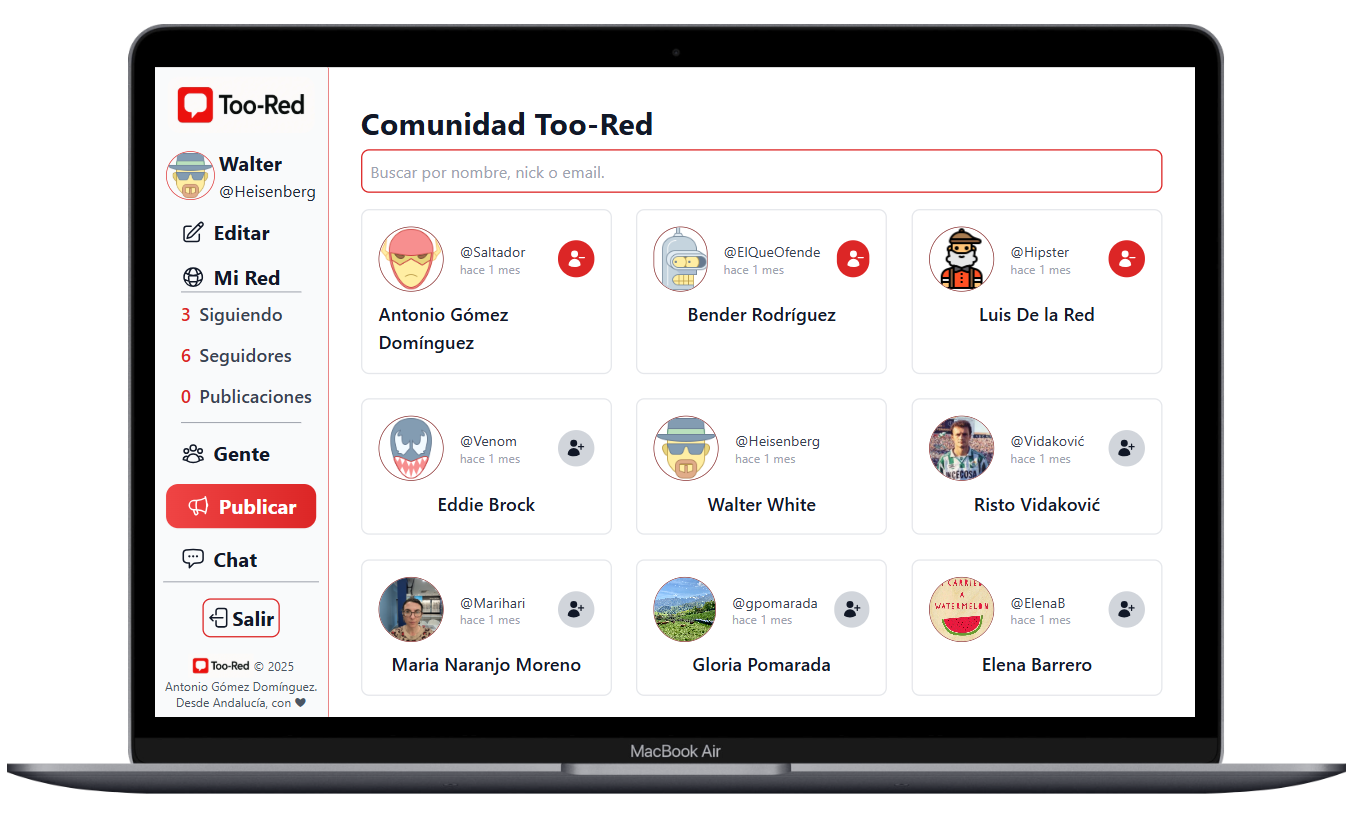 Too-Red
Walter
@Heisenberg
Editar
Mi Red
3 Siguiendo
6 Seguidores
0 Publicaciones
Gente
Publicar
Chat
Salir
Too-Red © 2025
Antonio Gómez Domínguez.
Desde Andalucía, con
Comunidad Too-Red
Buscar por nombre, nick o email.
@Saltador
hace 1 mes
Antonio Gómez
Domínguez
@ElQueOfende
hace 1 mes
Bender Rodríguez
@Hipster
hace 1 mes
Luis De la Red
@Venom
hace 1 mes
Eddie Brock
@Heisenberg
hace 1 mes
Walter White
@Vidaković
hace 1 mes
Risto Vidaković
@Marihari
hace 1 mes
Maria Naranjo Moreno
@gpomarada
hace 1 mes
Gloria Pomarada
A
WATERMELON
@ElenaB
hace 1 mes
Elena Barrero
MacBook Air